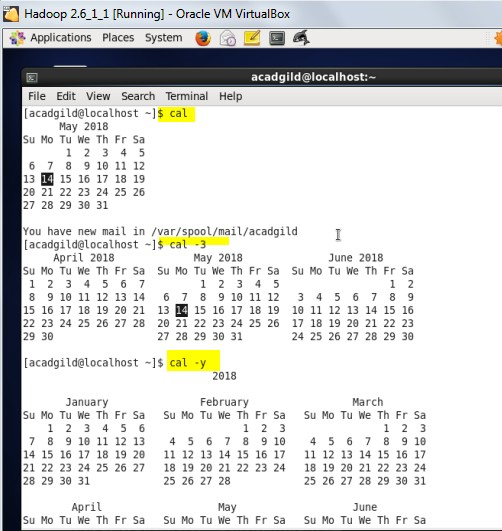 Hadoop 2.6_1_1 [Running] - Oracle VM VirtualBox
Applications Places System
acadgild@localhost:~
File Edit View Search Terminal Help
[acadgild@localhost ~]$ cal
May 2018
Su Mo Tu We Th Fr Sa
1 2 3 4 5
6 7 8 9 10 11 12
13 14 15 16 17 18 19
20 21 22 23 24 25 26
27 28 29 30 31
You have new mail in /var/spool/mail/acadgild
[acadgild@localhost ~]$ cal -3
April 2018 May 2018 June 2018
Su Mo Tu We Th Fr Sa Su Mo Tu We Th Fr Sa Su Mo Tu We Th Fr Sa
1 2 3 4 5 6 7 1 2 3 4 5 1 2
8 9 10 11 12 13 14 6 7 8 9 10 11 12 3 4 5 6 7 8 9
15 16 17 18 19 20 21 13 14 15 16 17 18 19 10 11 12 13 14 15 16
22 23 24 25 26 27 28 20 21 22 23 24 25 26 17 18 19 20 21 22 23
29 30 27 28 29 30 31 24 25 26 27 28 29 30
[acadgild@localhost ~]$ cal -y
2018
January February March
Su Mo Tu We Th Fr Sa Su Mo Tu We Th Fr Sa Su Mo Tu We Th Fr Sa
1 2 3 4 5 6 1 2 3 1 2 3
7 8 9 10 11 12 13 4 5 6 7 8 9 10 4 5 6 7 8 9 10
14 15 16 17 18 19 20 11 12 13 14 15 16 17 11 12 13 14 15 16 17
21 22 23 24 25 26 27 18 19 20 21 22 23 24 18 19 20 21 22 23 24
28 29 30 31 25 26 27 28 25 26 27 28 29 30 31
April May June
Su Mo Tu We Th Fr Sa Su Mo Tu We Th Fr Sa Su Mo Tu We Th Fr Sa